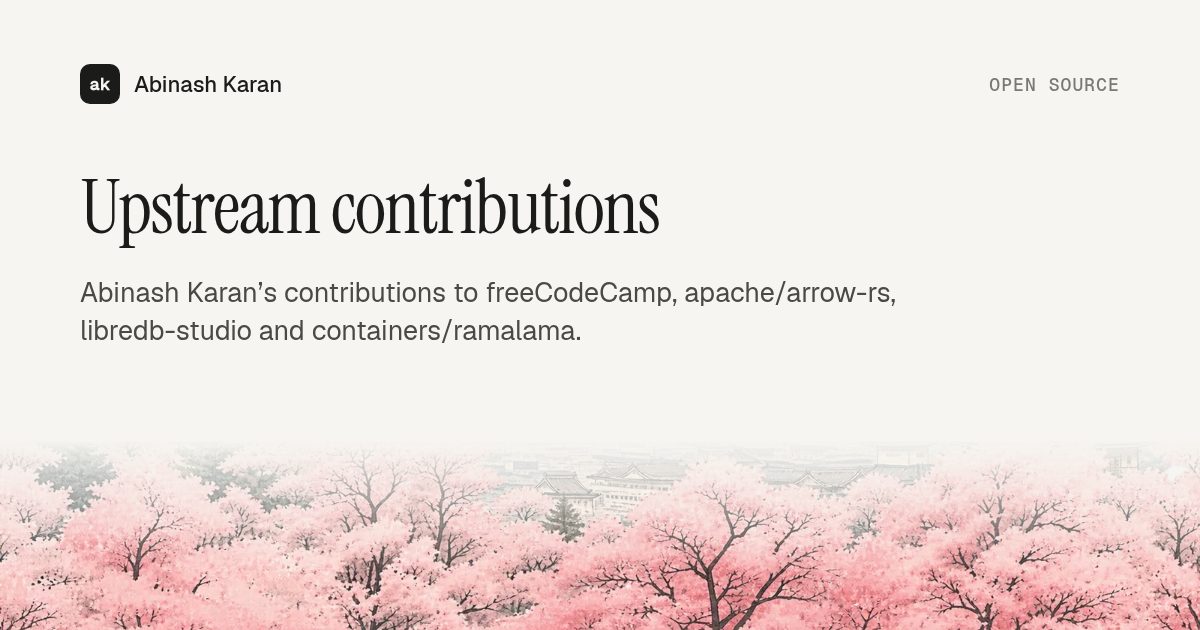 ak
Abinash Karan
OPEN SOURCE
Upstream contributions
Abinash Karan’s contributions to freeCodeCamp, apache/arrow-rs,
libredb-studio and containers/ramalama.